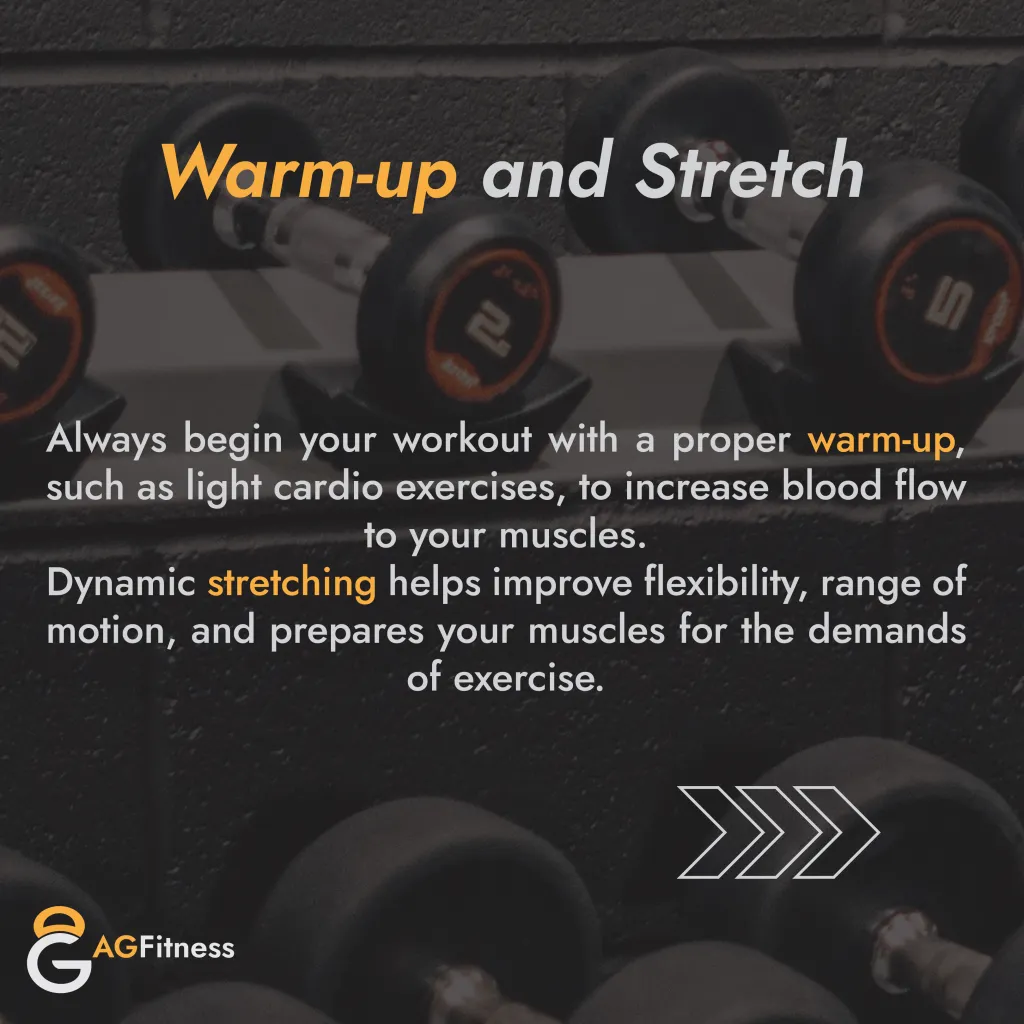 Warm-up and Stretch
2
5
Always begin your workout with a proper warm-up,
such as light cardio exercises, to increase blood flow
to your muscles.
Dynamic stretching helps improve flexibility, range of
motion, and prepares your muscles for the demands
of exercise.
AGFitness